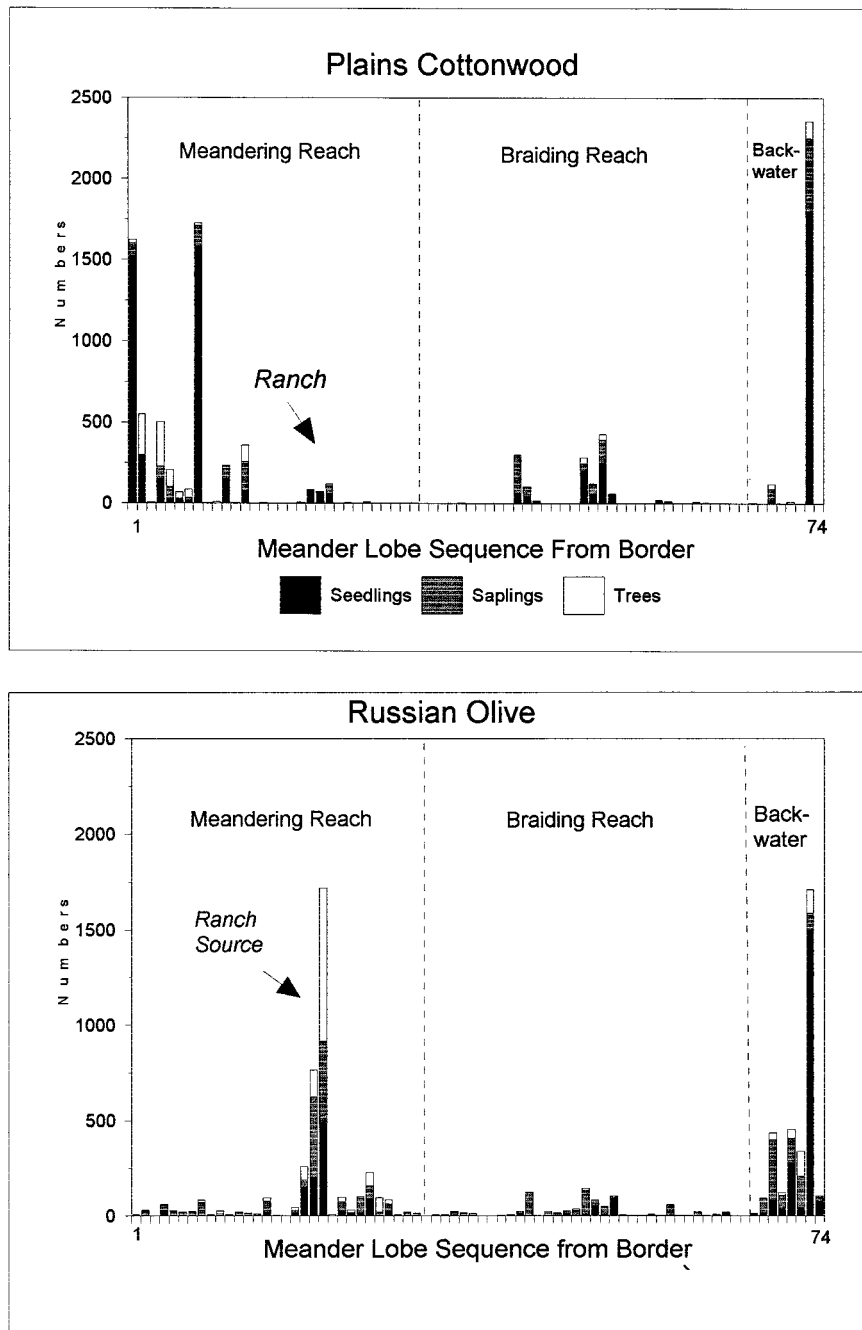 Plains Cottonwood
2500
2000
1500
1000
500
0
Numbers
Meandering Reach
Braiding Reach
Back-
water
Ranch
1
74
Meander Lobe Sequence From Border
Seedlings
Saplings
Trees
Russian Olive
2500
2000
1500
1000
500
0
Numbers
Meandering Reach
Braiding Reach
Back-
water
Ranch
Source
1
74
Meander Lobe Sequence from Border